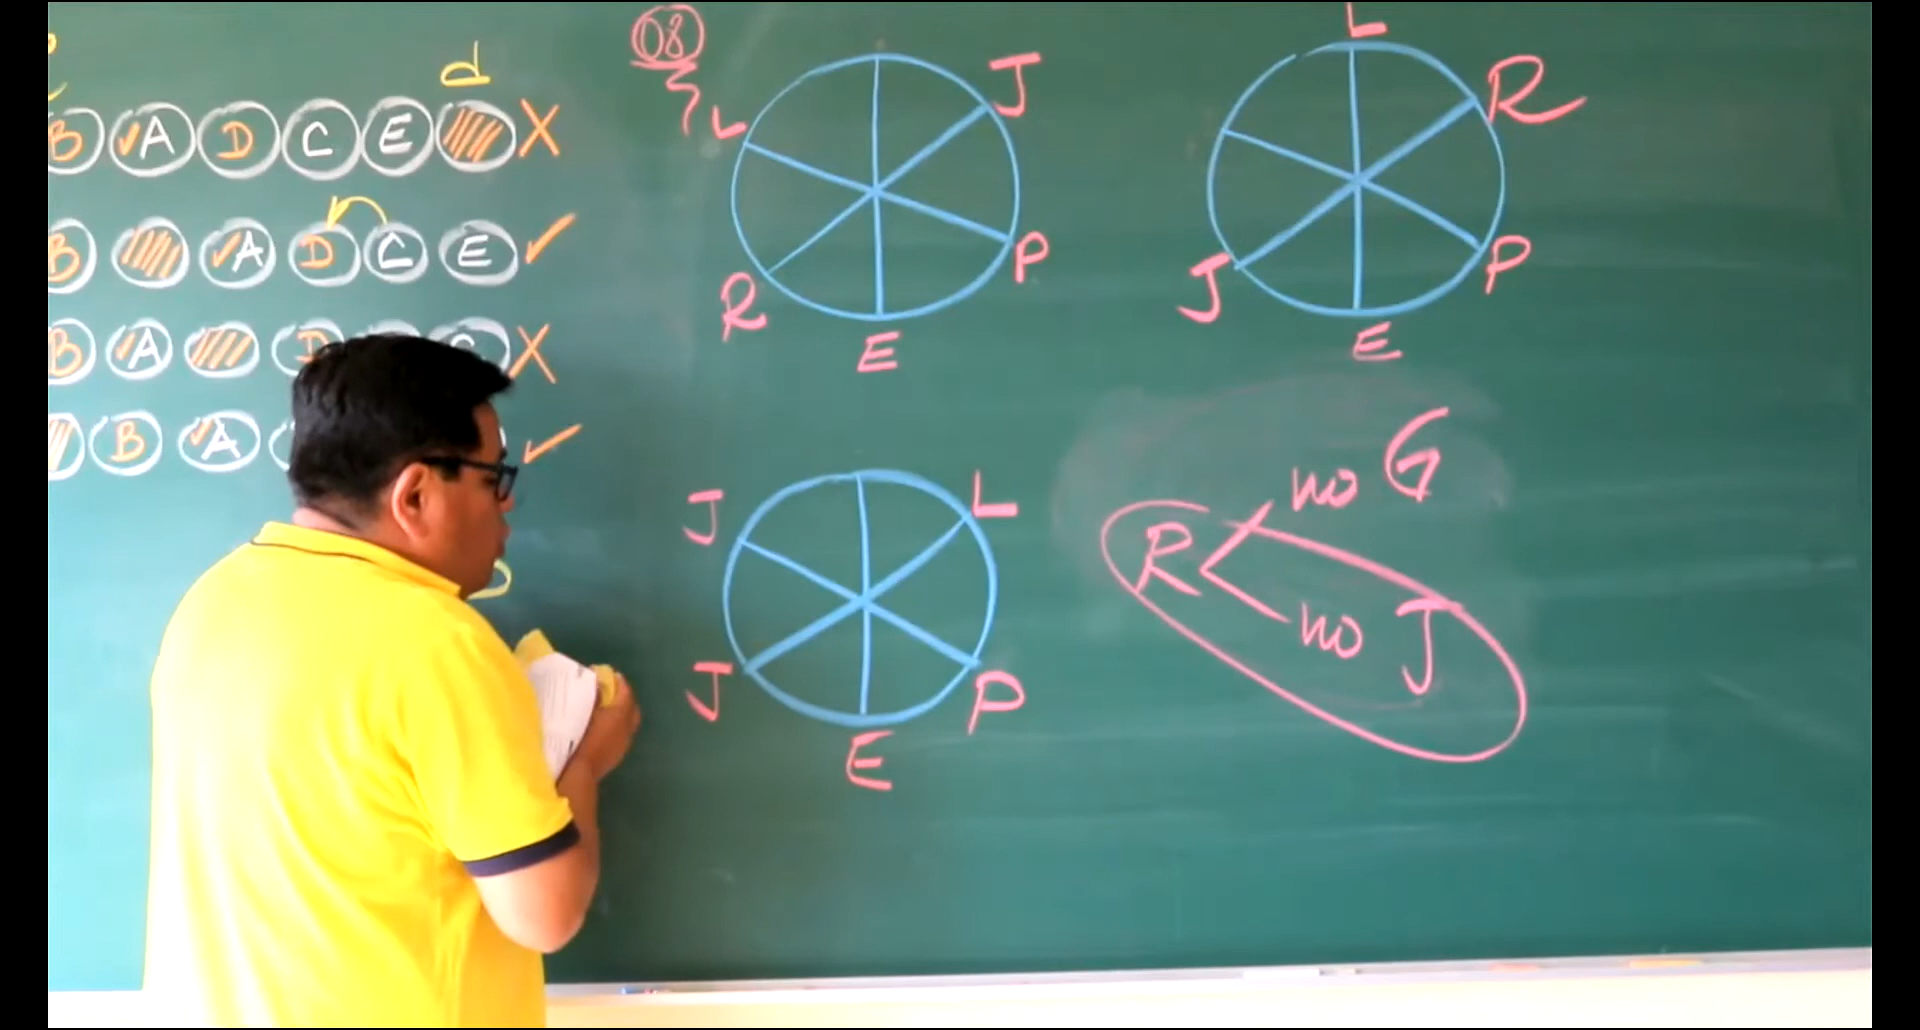 d
B A D C E X
B A D C E ✓
B A D X
B A ✓
08
L J
R P
E
L
R
J P
E
J L
J P
E
R
no G
no J